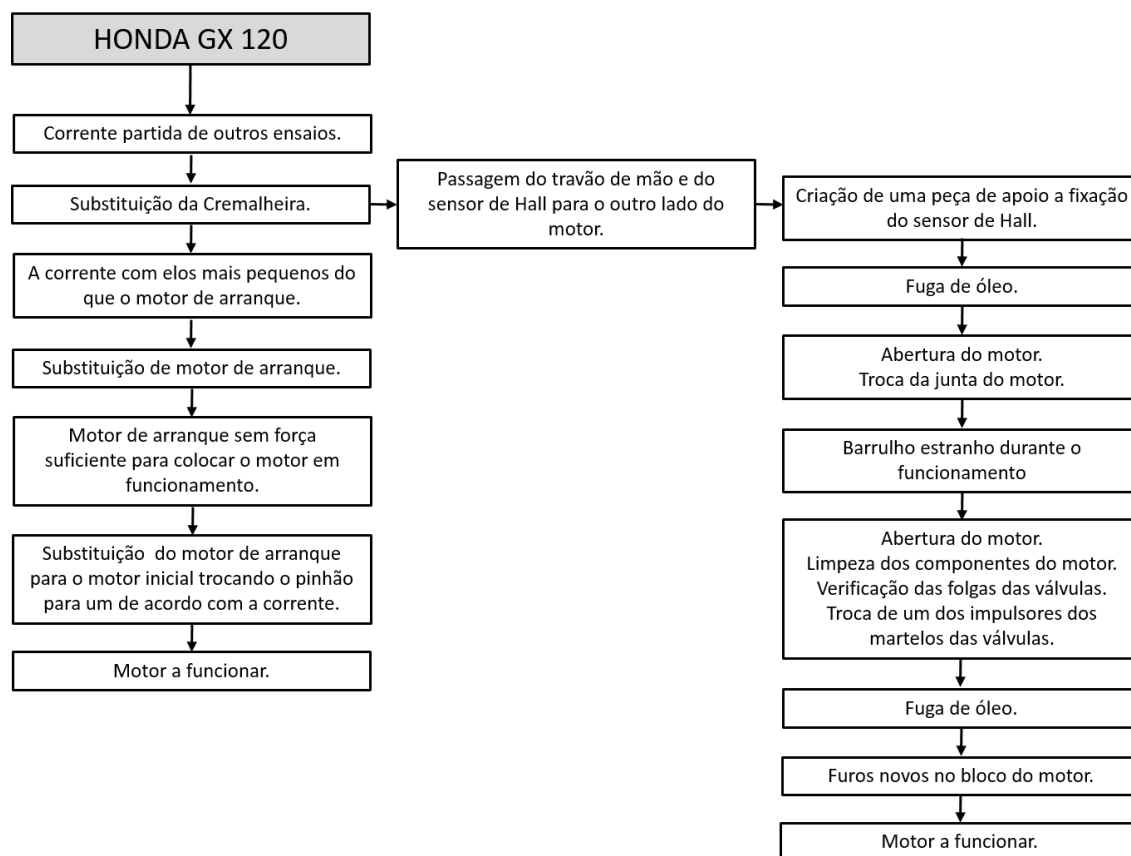 HONDA GX 120
Corrente partida de outros ensaios.
Substituição da Cremalheira.
A corrente com elos mais pequenos do
que o motor de arranque.
Substituição de motor de arranque.
Motor de arranque sem força
suficiente para colocar o motor em
funcionamento.
Substituição  do motor de arranque
para o motor inicial trocando o pinhão
para um de acordo com a corrente.
Motor a funcionar.
Passagem do travão de mão e do
sensor de Hall para o outro lado do
motor.
Criação de uma peça de apoio a fixação
do sensor de Hall.
Fuga de óleo.
Abertura do motor.
Troca da junta do motor.
Barrulho estranho durante o
funcionamento
Abertura do motor.
Limpeza dos componentes do motor.
Verificação das folgas das válvulas.
Troca de um dos impulsores dos
martelos das válvulas.
Fuga de óleo.
Furos novos no bloco do motor.
Motor a funcionar.